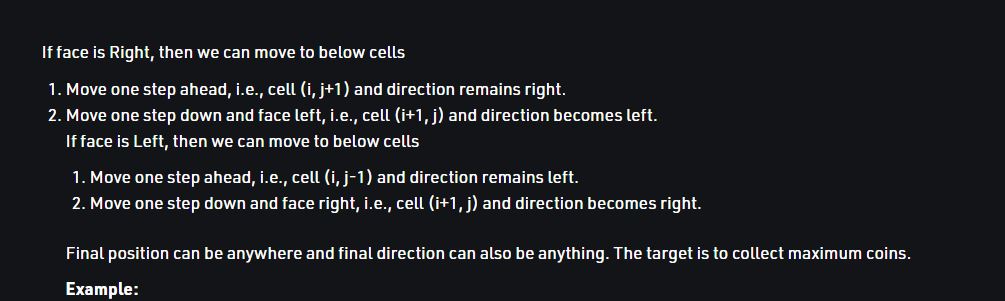 If face is Right, then we can move to below cells
1. Move one step ahead, i.e., cell (i, j+1) and direction remains right.
2. Move one step down and face left, i.e., cell (i+1, j) and direction becomes left.
If face is Left, then we can move to below cells
1. Move one step ahead, i.e., cell (i, j-1) and direction remains left.
2. Move one step down and face right, i.e., cell (i+1, j) and direction becomes right.
Final position can be anywhere and final direction can also be anything. The target is to collect maximum coins.
Example: